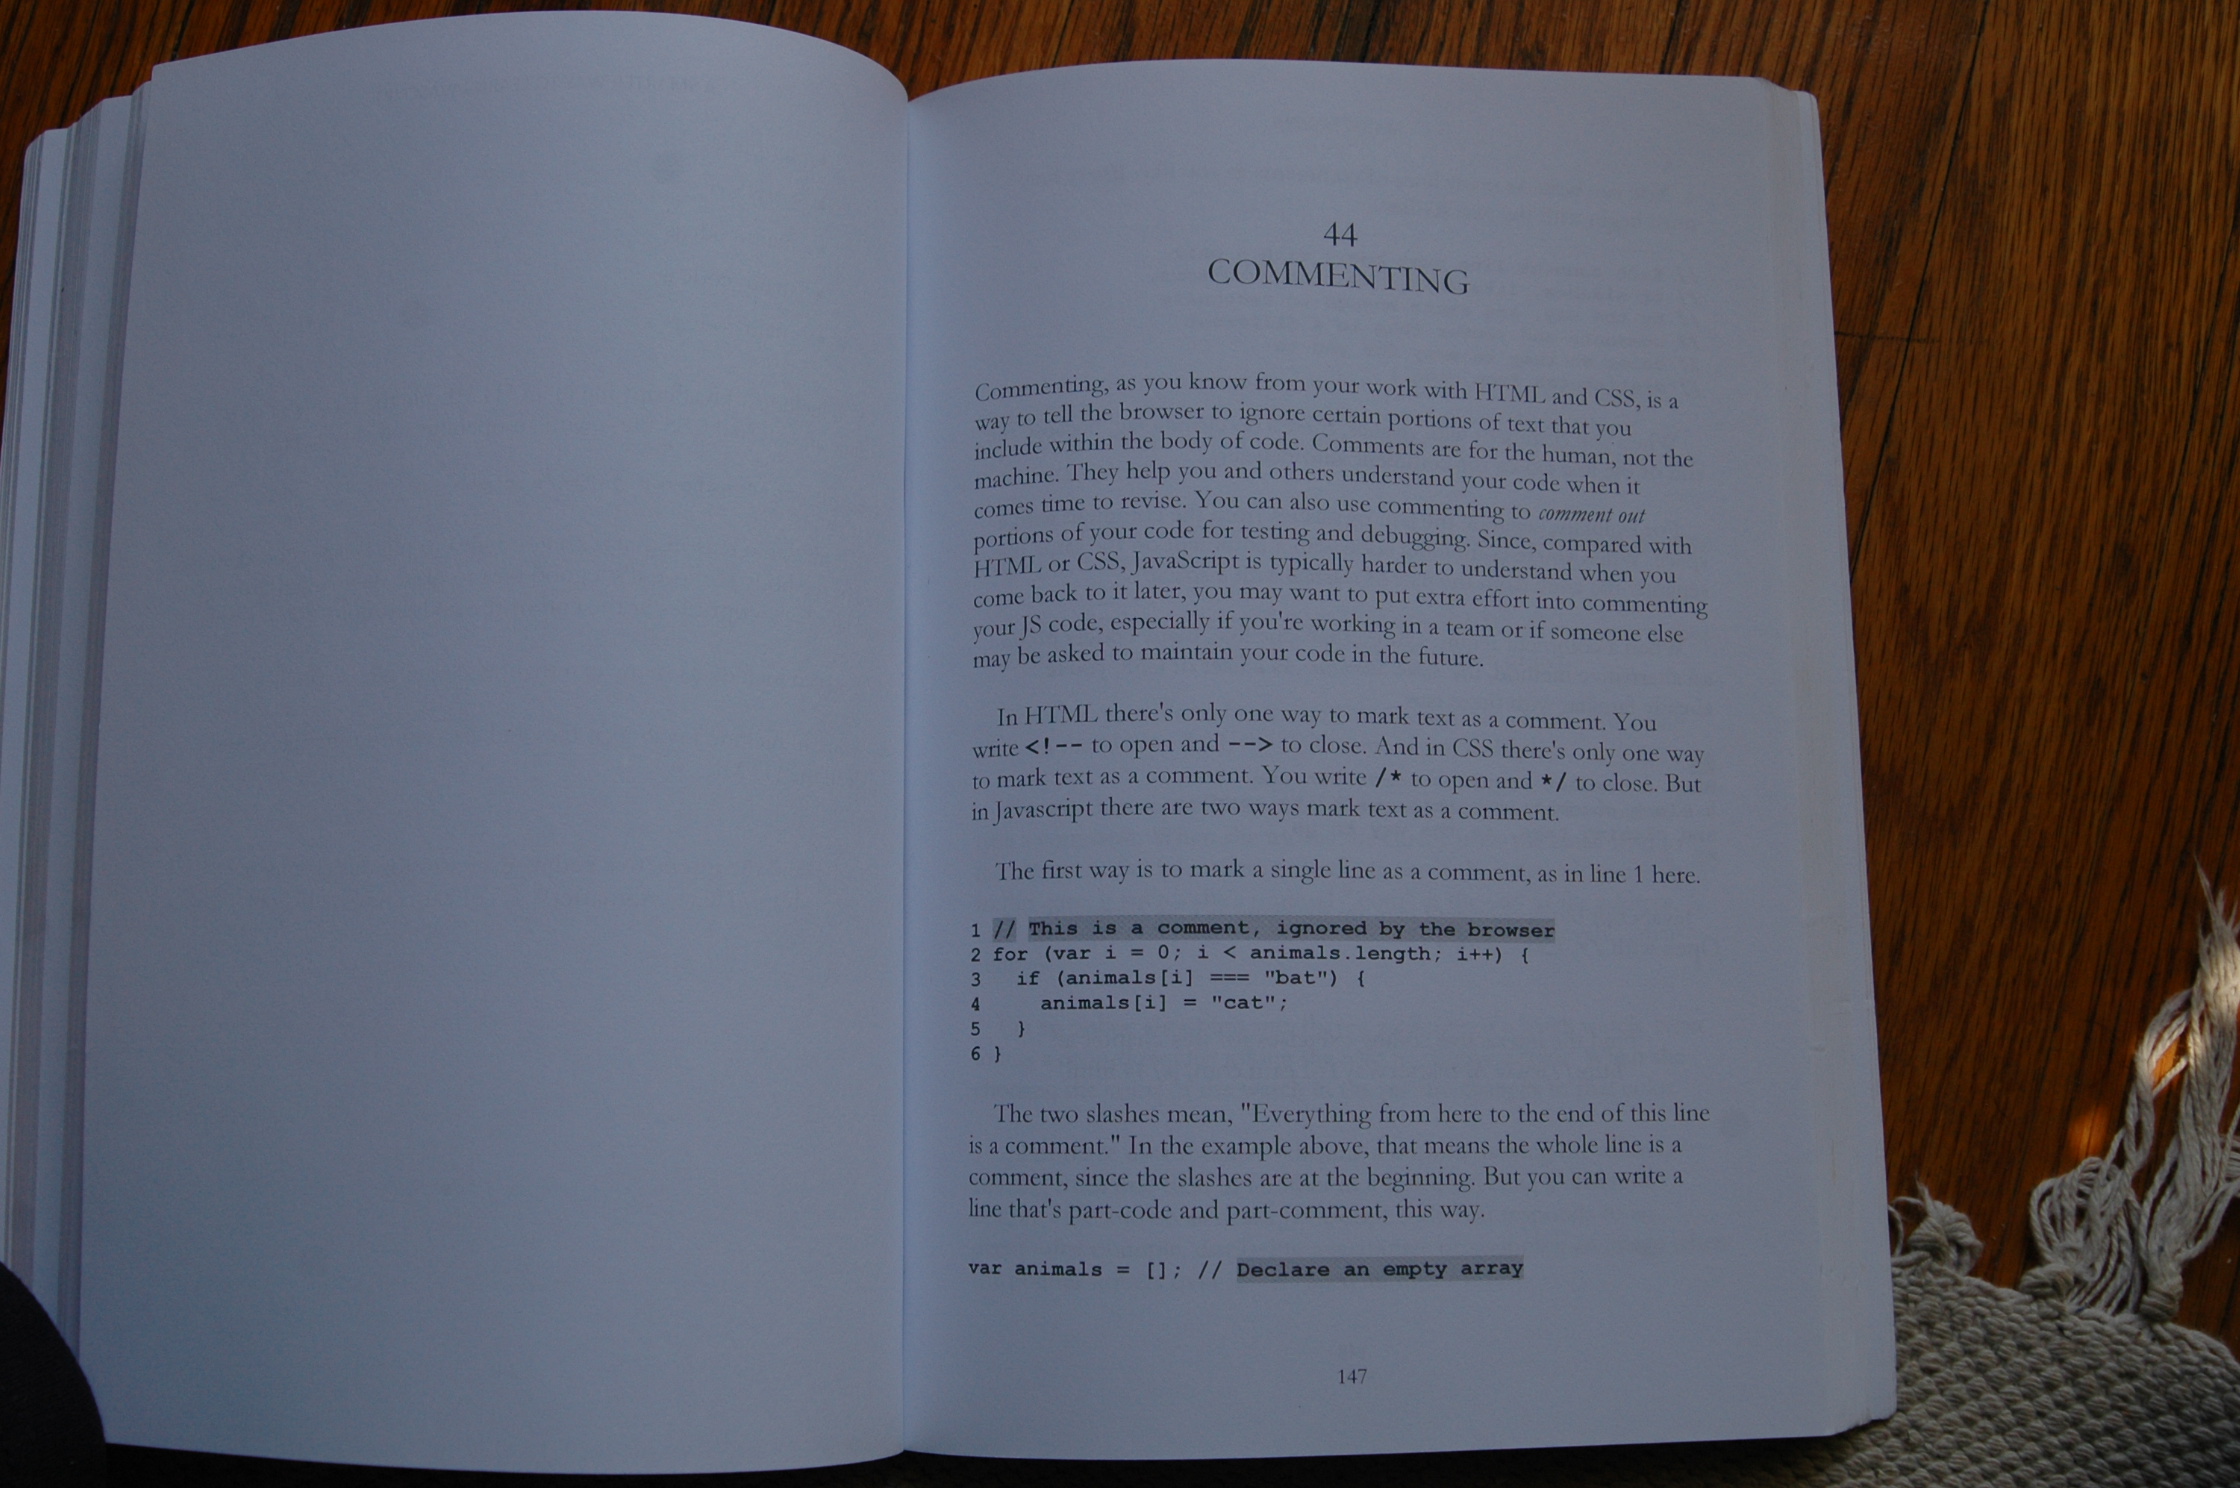 44
COMMENTING
Commenting, as you know from your work with HTML and CSS, is a
way to tell the browser to ignore certain portions of text that you
include within the body of code. Comments are for the human, not the
machine. They help you and others understand your code when it
comes time to revise. You can also use commenting to comment out
portions of your code for testing and debugging. Since, compared with
HTML or CSS, JavaScript is typically harder to understand when you
come back to it later, you may want to put extra effort into commenting
your JS code, especially if you're working in a team or if someone else
may be asked to maintain your code in the future.
In HTML there's only one way to mark text as a comment. You
write <!-- to open and --> to close. And in CSS there's only one way
to mark text as a comment. You write /* to open and */ to close. But
in Javascript there are two ways mark text as a comment.
The first way is to mark a single line as a comment, as in line 1 here.
1 // This is a comment, ignored by the browser
2 for (var i = 0; i < animals.length; i++) {
3   if (animals[i] === "bat") {
4     animals[i] = "cat";
5   }
6 }
The two slashes mean, "Everything from here to the end of this line
is a comment." In the example above, that means the whole line is a
comment, since the slashes are at the beginning. But you can write a
line that's part-code and part-comment, this way.
var animals = []; // Declare an empty array
147